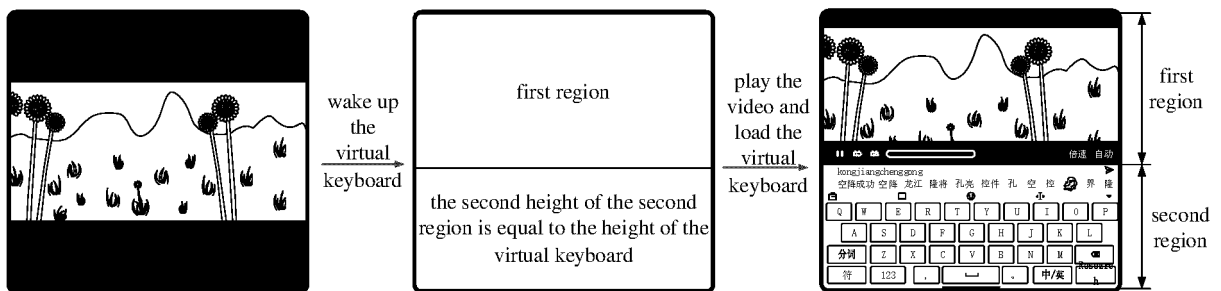 wake up
the
virtual
keyboard
first region
the second height of the second
region is equal to the height of the
virtual keyboard
play the
video and
load the
virtual
keyboard
倍速 自动
kongjiangchenggong
空降成功 空降 龙江 隆将 孔亮 控件 孔 空 控 界 隆
Q W E R T Y U I O P
A S D F G H J K L
分词 Z X C V B N M
符 123 , 。 中/英 Research
first
region
second
region